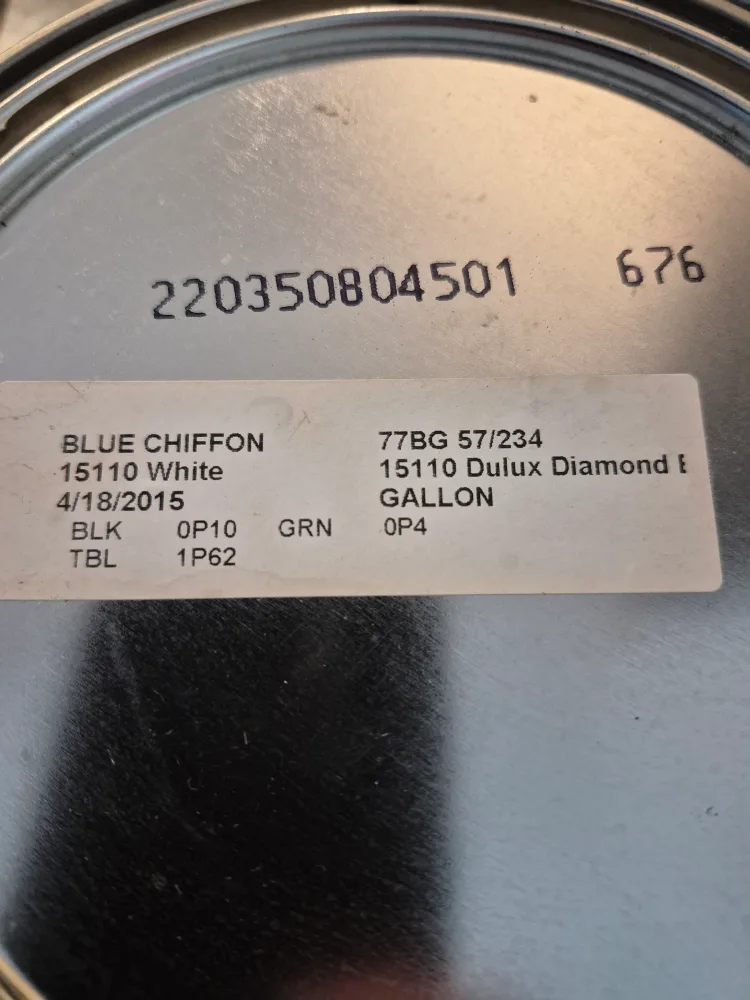 220350804501 676
BLUE CHIFFON 77BG 57/234
15110 White 15110 Dulux Diamond
4/18/2015 GALLON
BLK 0P10 GRN 0P4
TBL 1P62